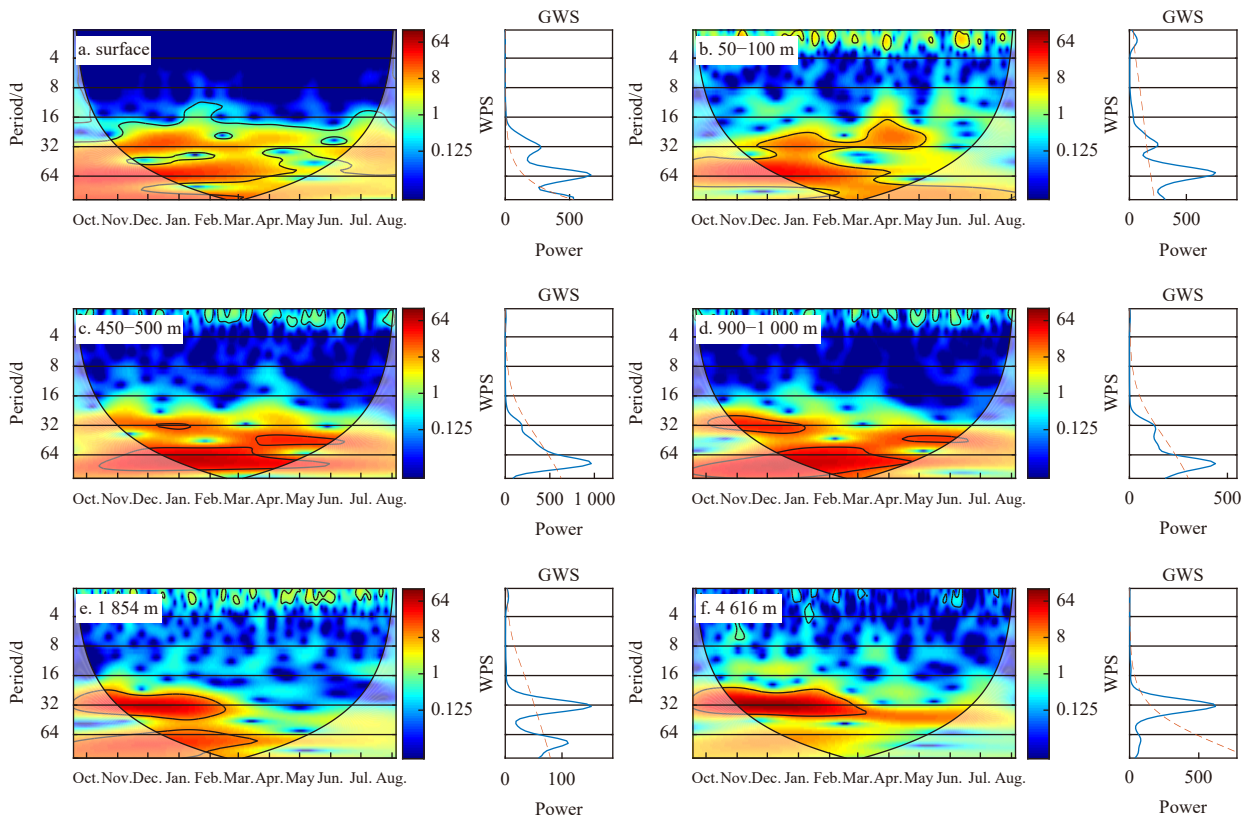 GWS
GWS
a. surface
b. 50−100 m
4
8
16
32
64
Period/d
64
8
1
0.125
WPS
4
8
16
32
64
Period/d
64
8
1
0.125
WPS
Oct. Nov. Dec. Jan. Feb. Mar. Apr. May Jun. Jul. Aug.
0 500
Oct. Nov. Dec. Jan. Feb. Mar. Apr. May Jun. Jul. Aug.
0 500
Power
Power
GWS
GWS
c. 450−500 m
d. 900−1 000 m
4
8
16
32
64
Period/d
64
8
1
0.125
WPS
4
8
16
32
64
Period/d
64
8
1
0.125
WPS
Oct. Nov. Dec. Jan. Feb. Mar. Apr. May Jun. Jul. Aug.
0 500 1 000
Oct. Nov. Dec. Jan. Feb. Mar. Apr. May Jun. Jul. Aug.
0 500
Power
Power
GWS
GWS
e. 1 854 m
f. 4 616 m
4
8
16
32
64
Period/d
64
8
1
0.125
WPS
4
8
16
32
64
Period/d
64
8
1
0.125
WPS
Oct. Nov. Dec. Jan. Feb. Mar. Apr. May Jun. Jul. Aug.
0 100
Oct. Nov. Dec. Jan. Feb. Mar. Apr. May Jun. Jul. Aug.
0 500
Power
Power